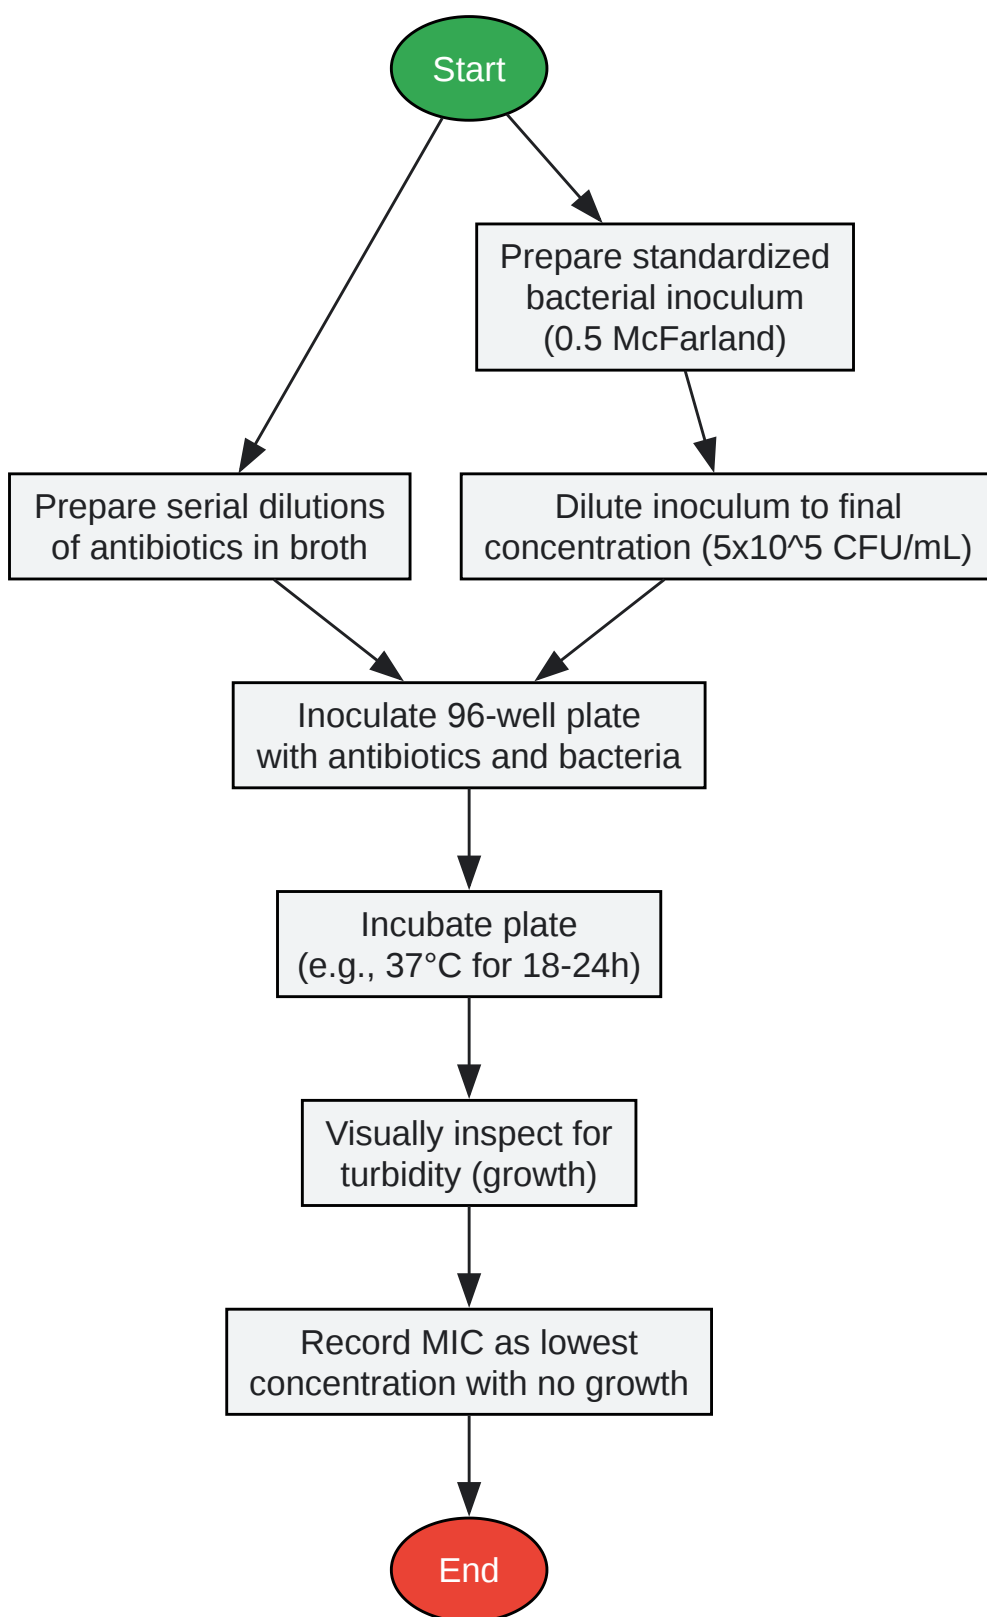 Start
Prepare standardized
bacterial inoculum
(0.5 McFarland)
Prepare serial dilutions
of antibiotics in broth
Dilute inoculum to final
concentration (5x10^5 CFU/mL)
Inoculate 96-well plate
with antibiotics and bacteria
Incubate plate
(e.g., 37°C for 18-24h)
Visually inspect for
turbidity (growth)
Record MIC as lowest
concentration with no growth
End